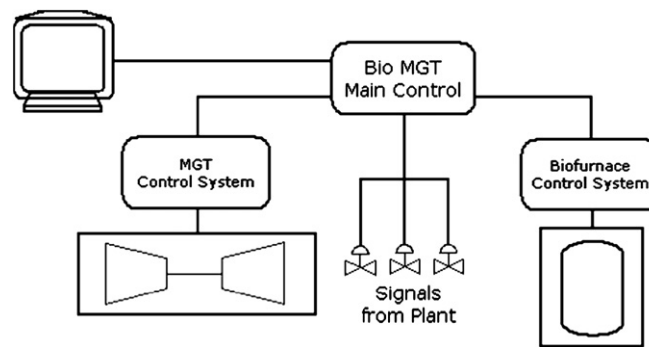 Bio MGT
Main Control
MGT
Control System
Biofurnace
Control System
Signals
from Plant